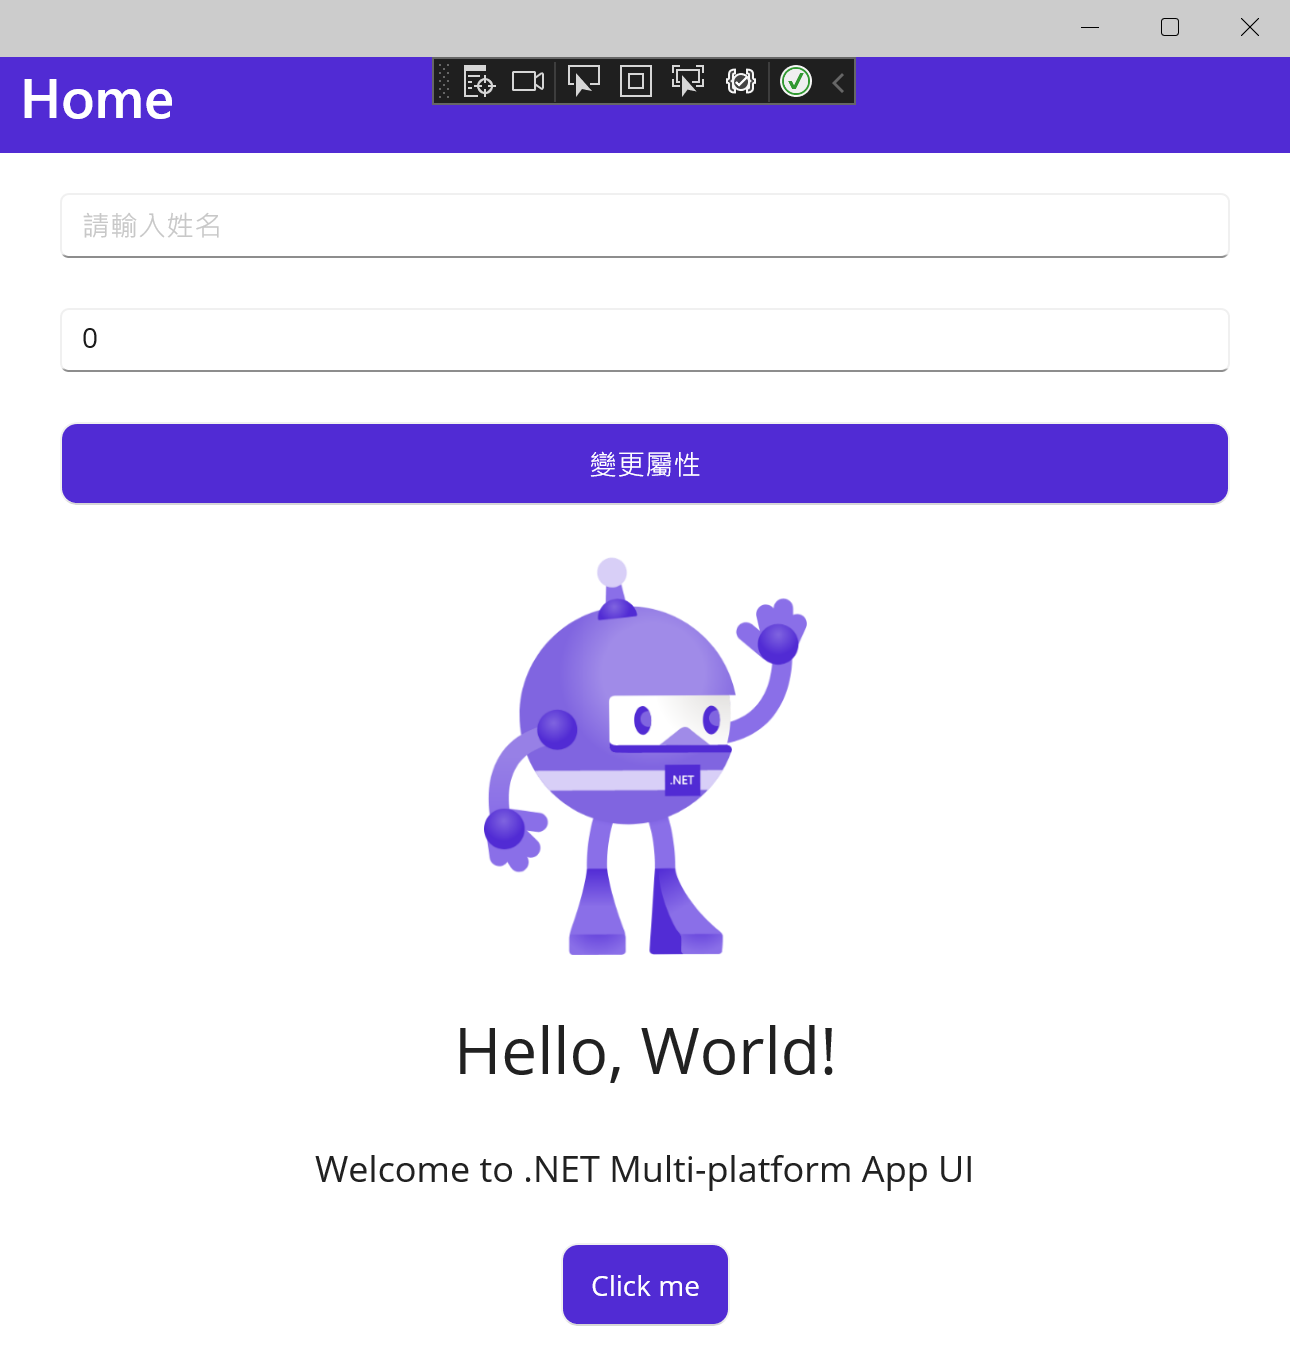 Home
請輸入姓名
0
變更屬性
.NET
Hello, World!
Welcome to .NET Multi-platform App UI
Click me